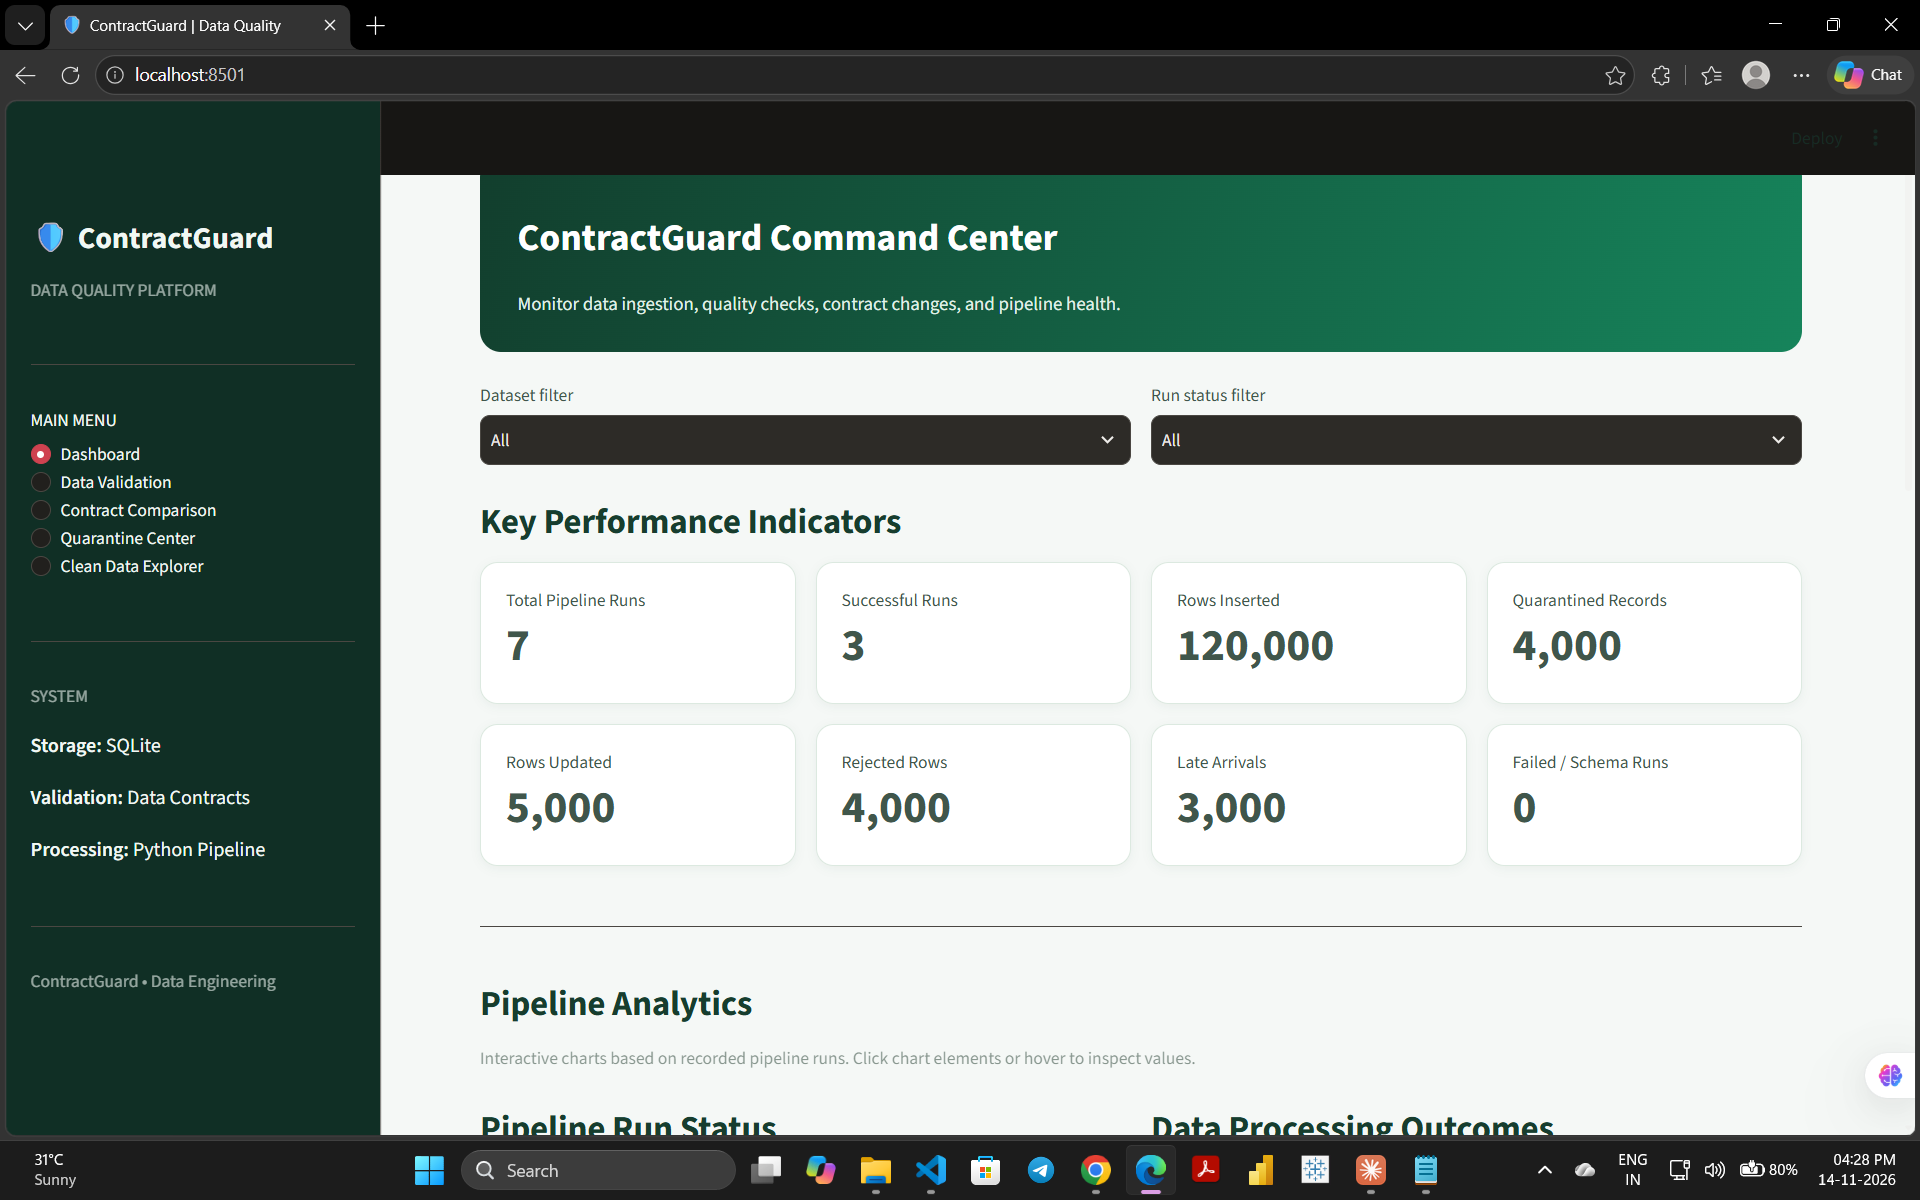 ContractGuard | Data Quality
localhost:8501
Chat
Deploy
ContractGuard
DATA QUALITY PLATFORM
MAIN MENU
Dashboard
Data Validation
Contract Comparison
Quarantine Center
Clean Data Explorer
SYSTEM
Storage: SQLite
Validation: Data Contracts
Processing: Python Pipeline
ContractGuard • Data Engineering
ContractGuard Command Center
Monitor data ingestion, quality checks, contract changes, and pipeline health.
Dataset filter
All
Run status filter
All
Key Performance Indicators
Total Pipeline Runs
7
Successful Runs
3
Rows Inserted
120,000
Quarantined Records
4,000
Rows Updated
5,000
Rejected Rows
4,000
Late Arrivals
3,000
Failed / Schema Runs
0
Pipeline Analytics
Interactive charts based on recorded pipeline runs. Click chart elements or hover to inspect values.
Pipeline Run Status
Data Processing Outcomes
31°C
Sunny
Search
ENG
IN
80%
04:28 PM
14-11-2026